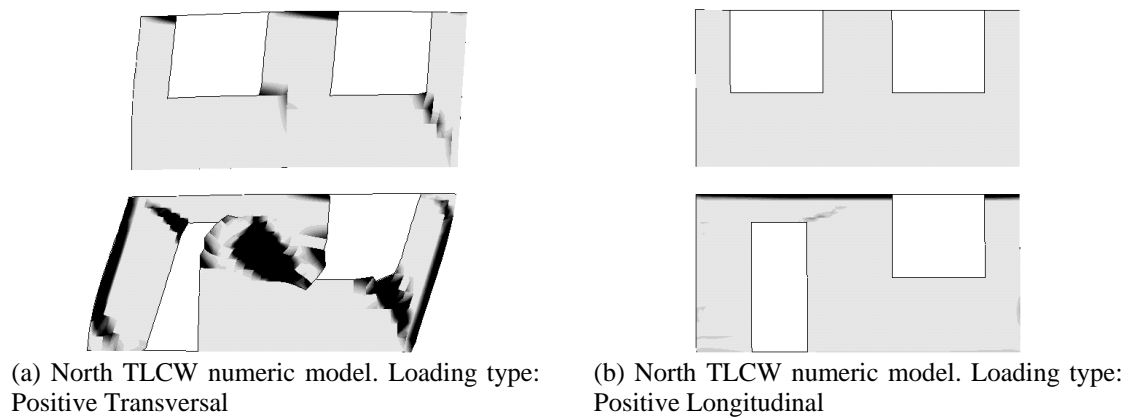 (a) North TLCW numeric model. Loading type:
Positive Transversal
(b) North TLCW numeric model. Loading type:
Positive Longitudinal